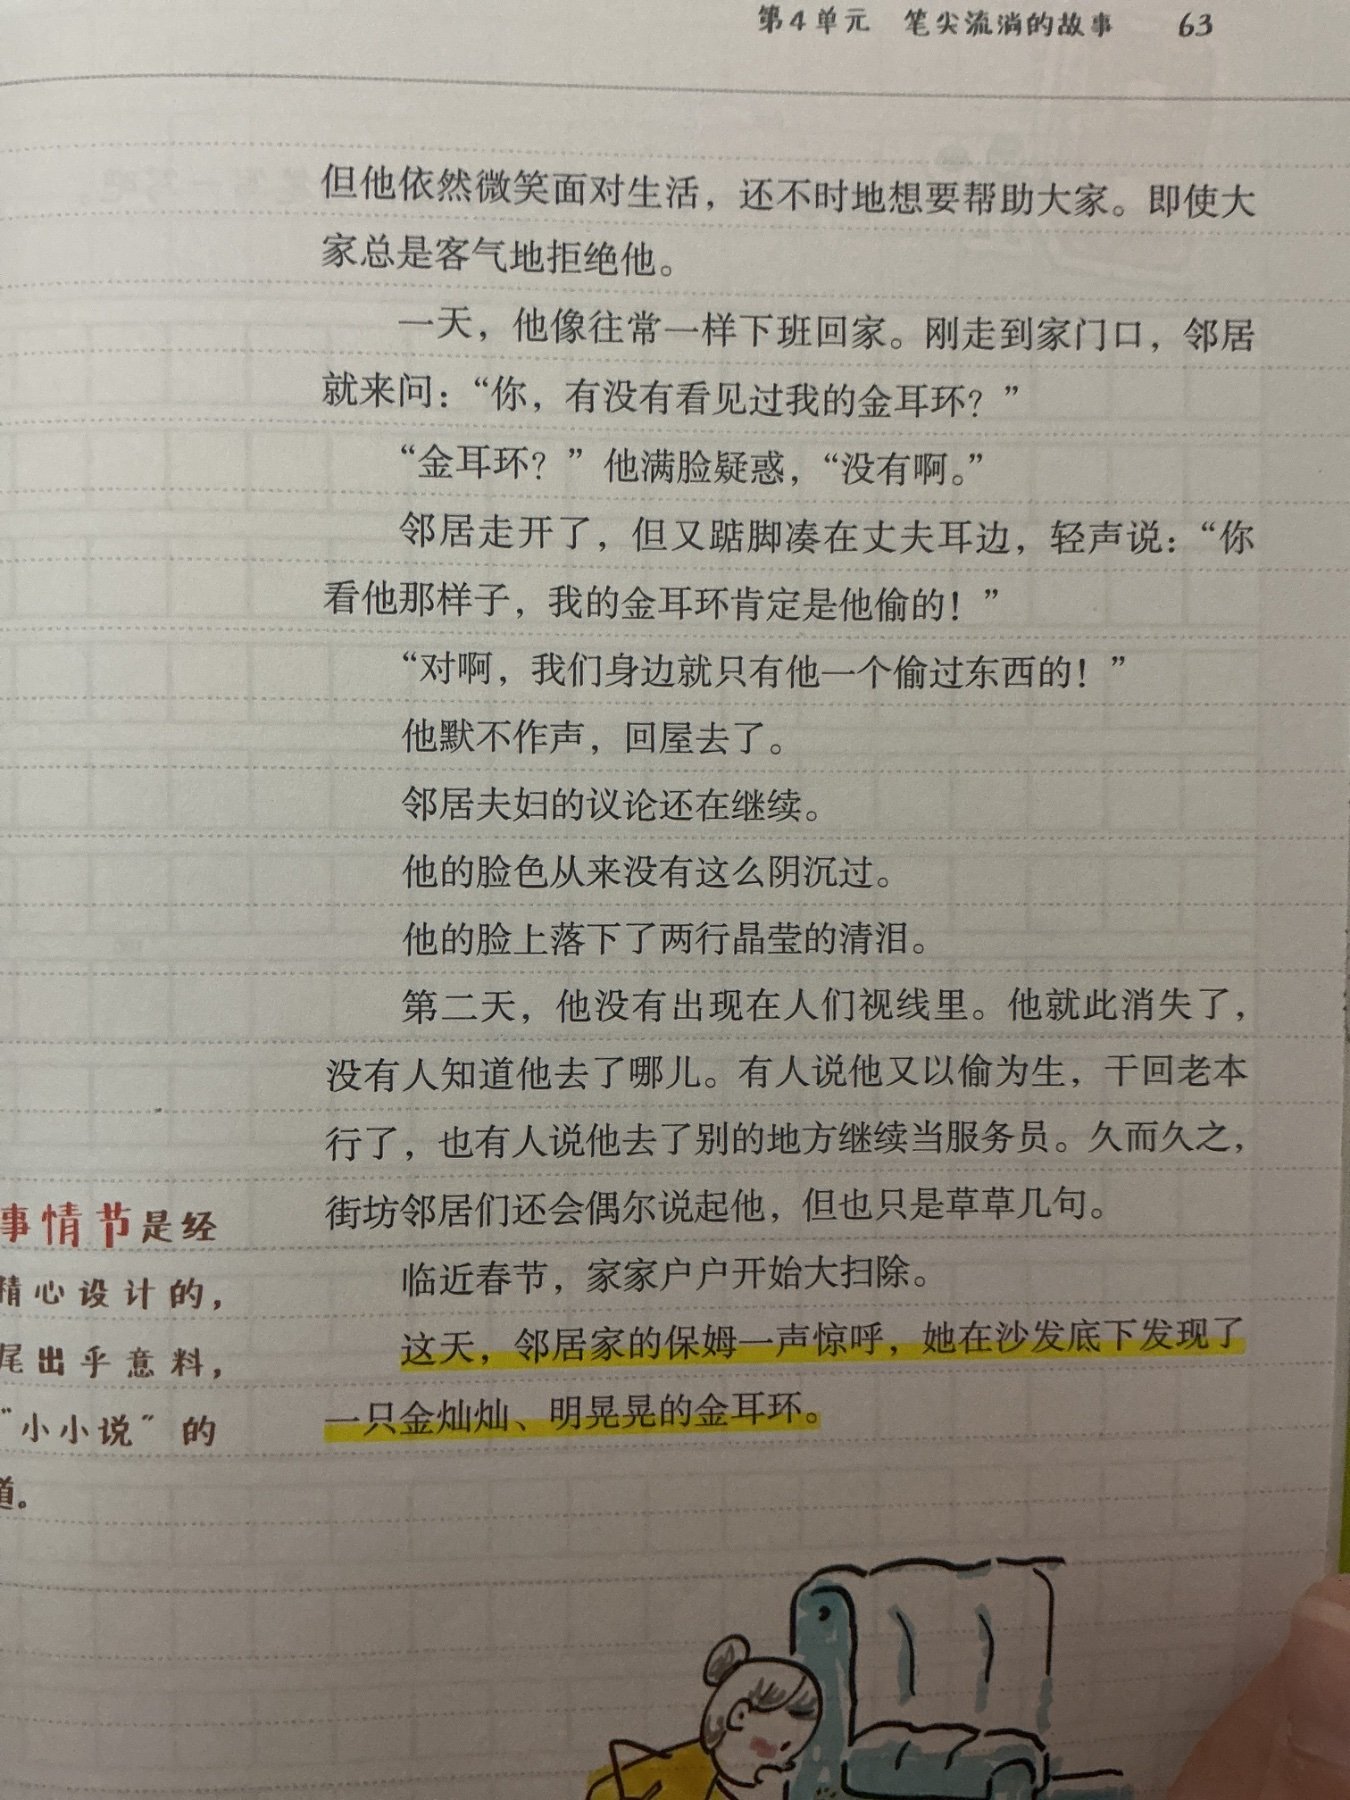 第4单元 笔尖流淌的故事 63
但他依然微笑面对生活，还不时地想要帮助大家。即使大
家总是客气地拒绝他。
一天，他像往常一样下班回家。刚走到家门口，邻居
就来问：“你，有没有看见过我的金耳环？”
“金耳环？”他满脸疑惑，“没有啊。”
邻居走开了，但又踮脚凑在丈夫耳边，轻声说：“你
看他那样子，我的金耳环肯定是他偷的！”
“对啊，我们身边就只有他一个偷过东西的！”
他默不作声，回屋去了。
邻居夫妇的议论还在继续。
他的脸色从来没有这么阴沉过。
他的脸上落下了两行晶莹的清泪。
第二天，他没有出现在人们视线里。他就此消失了，
没有人知道他去了哪儿。有人说他又以偷为生，干回老本
行了，也有人说他去了别的地方继续当服务员。久而久之，
街坊邻居们还会偶尔说起他，但也只是草草几句。
临近春节，家家户户开始大扫除。
这天，邻居家的保姆一声惊呼，她在沙发底下发现了
一只金灿灿、明晃晃的金耳环。
事情节是经
精心设计的，
尾出乎意料，
“小小说”的
道。